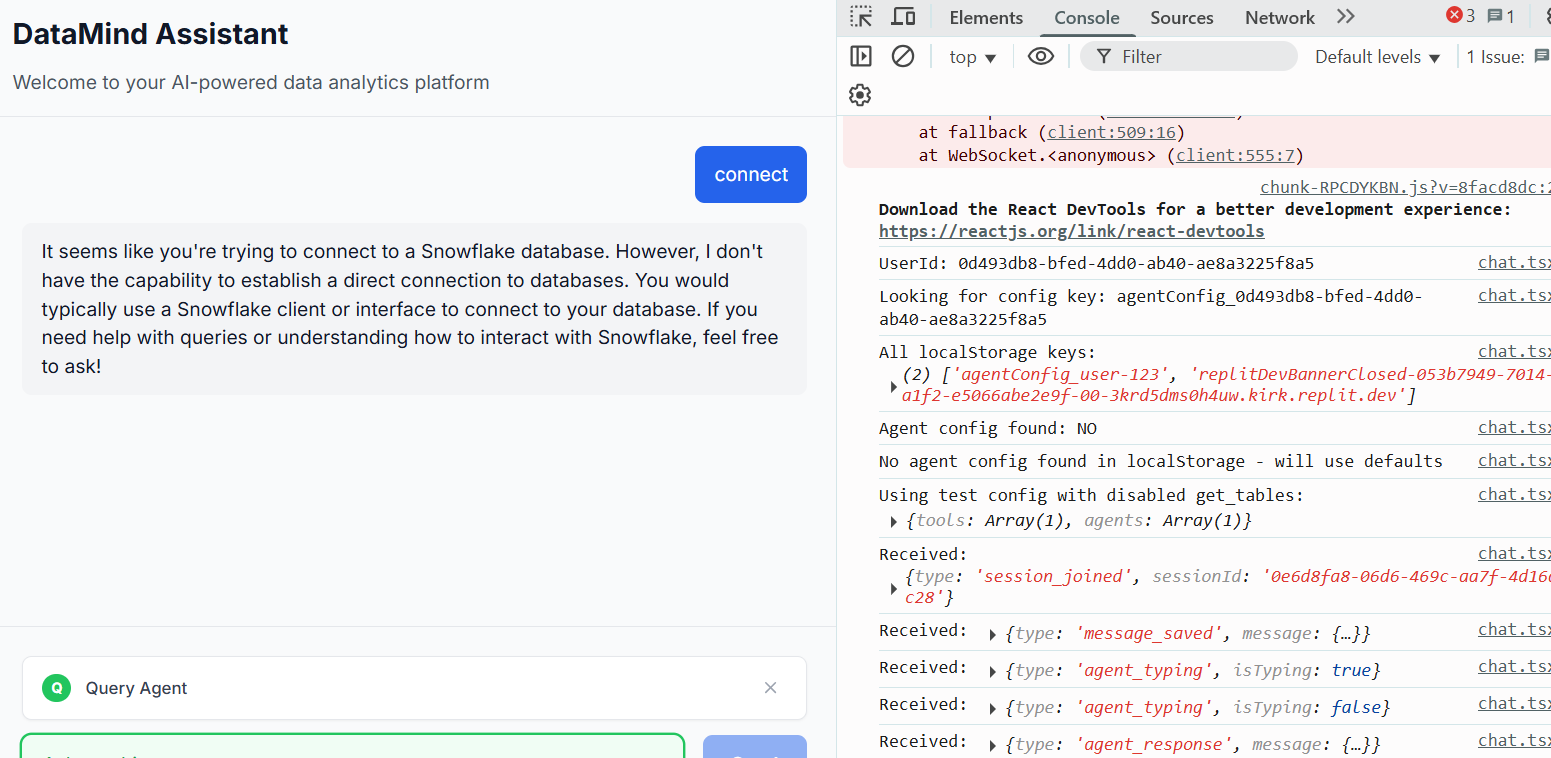 DataMind Assistant
Welcome to your AI-powered data analytics platform
connect
It seems like you're trying to connect to a Snowflake database. However, I don't
have the capability to establish a direct connection to databases. You would
typically use a Snowflake client or interface to connect to your database. If you
need help with queries or understanding how to interact with Snowflake, feel free
to ask!
Q Query Agent
Elements Console Sources Network 3 1
top Filter Default levels 1 Issue:
at fallback (client:509:16)
at WebSocket.<anonymous> (client:555:7)
chunk-RPCDYKBN.js?v=8facd8dc:2
Download the React DevTools for a better development experience:
https://reactjs.org/link/react-devtools
UserId: 0d493db8-bfed-4dd0-ab40-ae8a3225f8a5 chat.tsx
Looking for config key: agentConfig_0d493db8-bfed-4dd0- chat.tsx
ab40-ae8a3225f8a5
All localStorage keys: chat.tsx
(2) ['agentConfig_user-123', 'replitDevBannerClosed-053b7949-7014-
a1f2-e5066abe2e9f-00-3krd5dms0h4uw.kirk.replit.dev']
Agent config found: NO chat.tsx
No agent config found in localStorage - will use defaults chat.tsx
Using test config with disabled get_tables: chat.tsx
{tools: Array(1), agents: Array(1)}
Received: chat.tsx
{type: 'session_joined', sessionId: '0e6d8fa8-06d6-469c-aa7f-4d16
c28'}
Received: {type: 'message_saved', message: {…}} chat.tsx
Received: {type: 'agent_typing', isTyping: true} chat.tsx
Received: {type: 'agent_typing', isTyping: false} chat.tsx
Received: {type: 'agent_response', message: {…}} chat.tsx